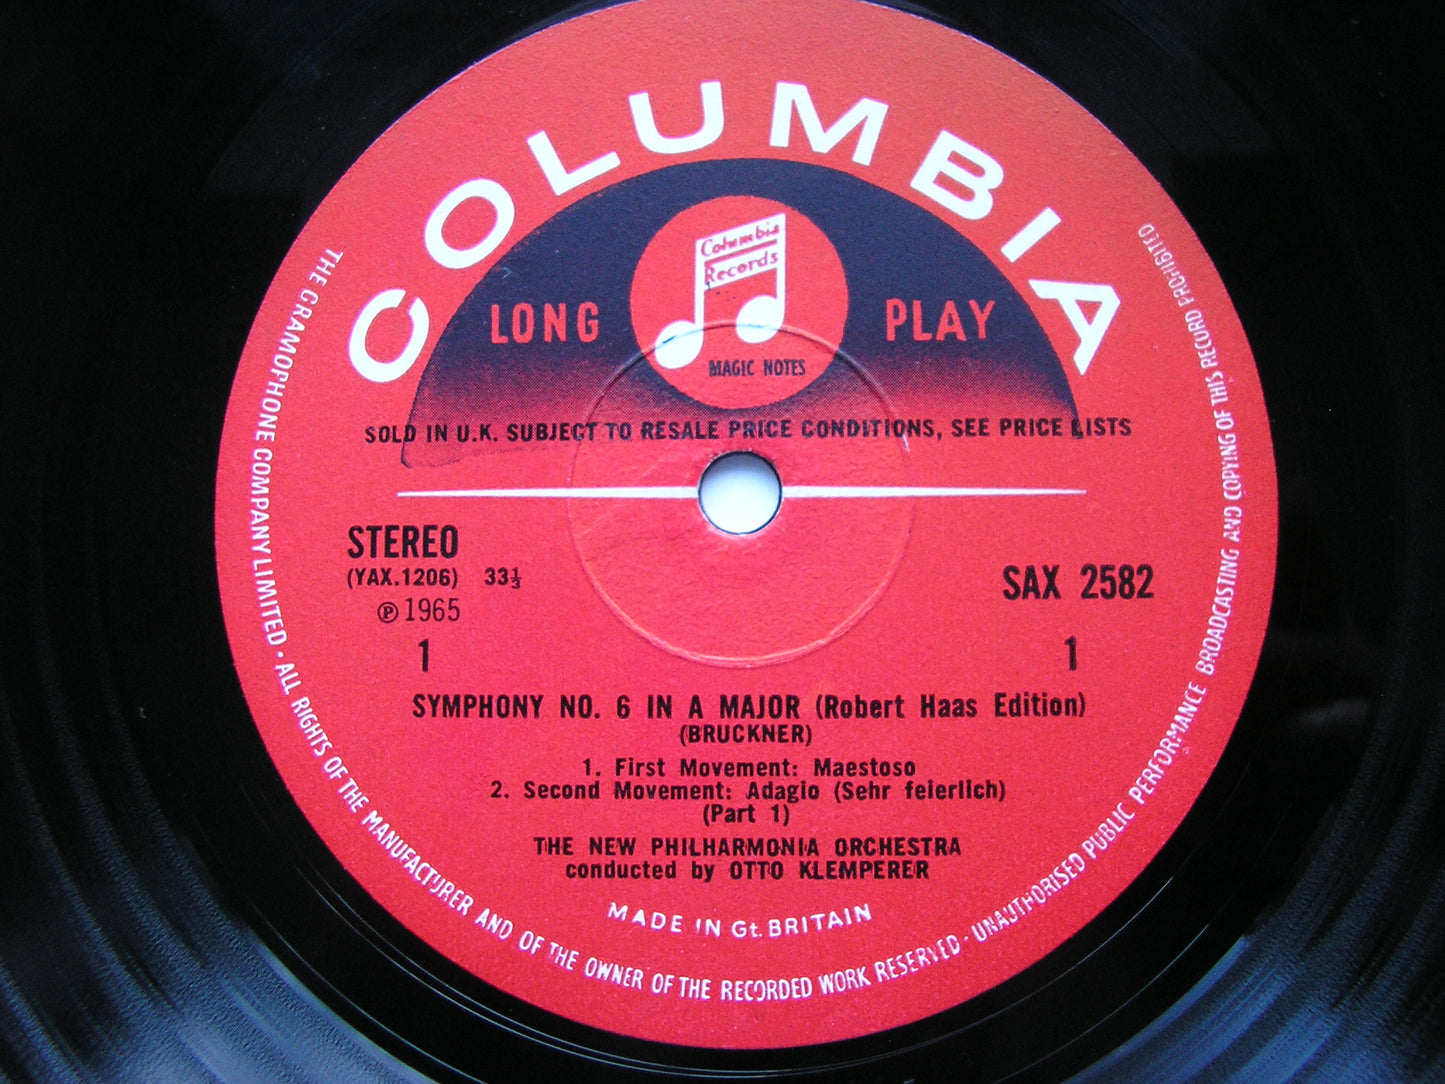 COLUMBIA
Columbia
Records
LONG PLAY
MAGIC NOTES
SOLD IN U.K. SUBJECT TO RESALE PRICE CONDITIONS, SEE PRICE LISTS
STEREO
(YAX.1206) 33⅓
SAX 2582
℗ 1965
1 1
SYMPHONY NO. 6 IN A MAJOR (Robert Haas Edition)
(BRUCKNER)
1. First Movement: Maestoso
2. Second Movement: Adagio (Sehr feierlich)
(Part 1)
THE NEW PHILHARMONIA ORCHESTRA
conducted by OTTO KLEMPERER
MADE IN Gt. BRITAIN
THE GRAMOPHONE COMPANY LIMITED · ALL RIGHTS OF THE MANUFACTURER AND OF THE OWNER OF THE RECORDED WORK RESERVED · UNAUTHORISED PUBLIC PERFORMANCE BROADCASTING AND COPYING OF THIS RECORD PROHIBITED